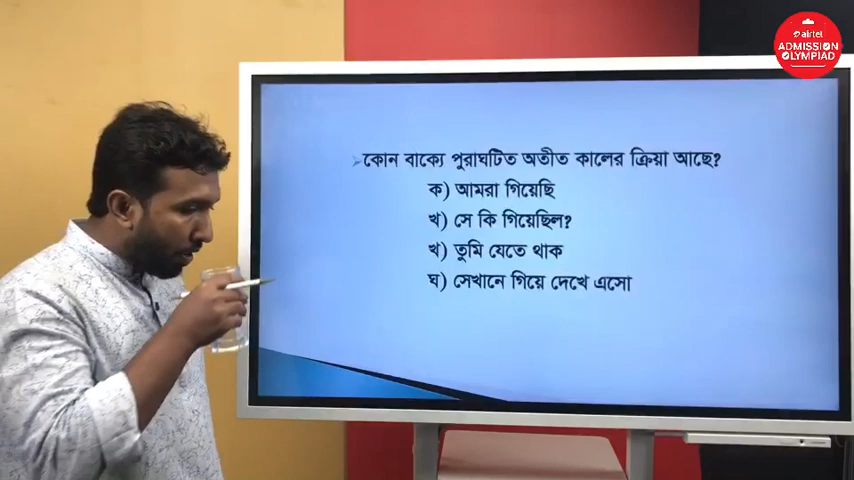 airtel
ADMISSION
OLYMPIAD
কোন বাক্যে পুরাঘটিত অতীত কালের ক্রিয়া আছে?
ক) আমরা গিয়েছি
খ) সে কি গিয়েছিল?
খ) তুমি যেতে থাক
ঘ) সেখানে গিয়ে দেখে এসো